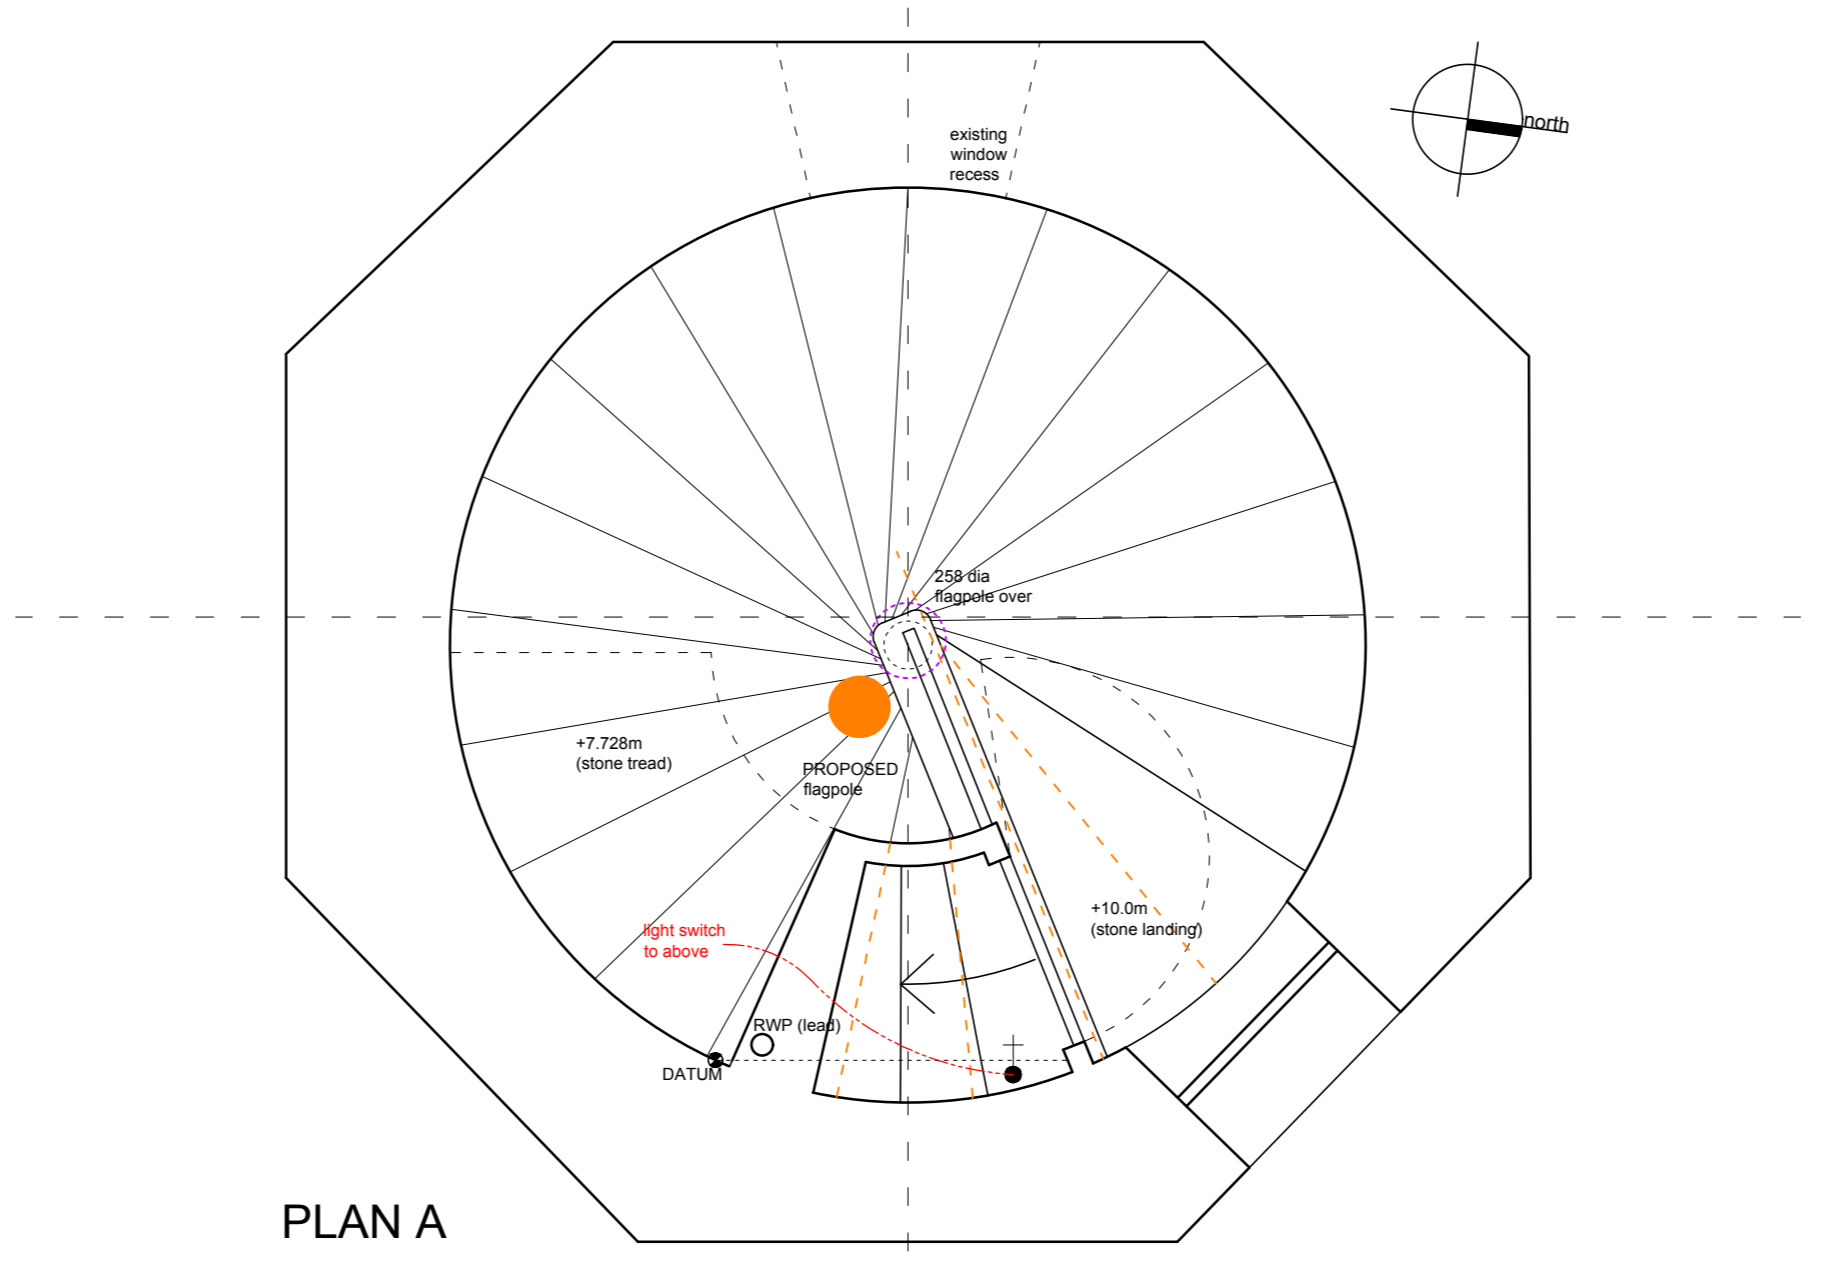 existing
window
recess
north
258 dia
flagpole over
+7.728m
(stone tread)
PROPOSED
flagpole
+10.0m
(stone landing)
light switch
to above
RWP (lead)
DATUM
PLAN A